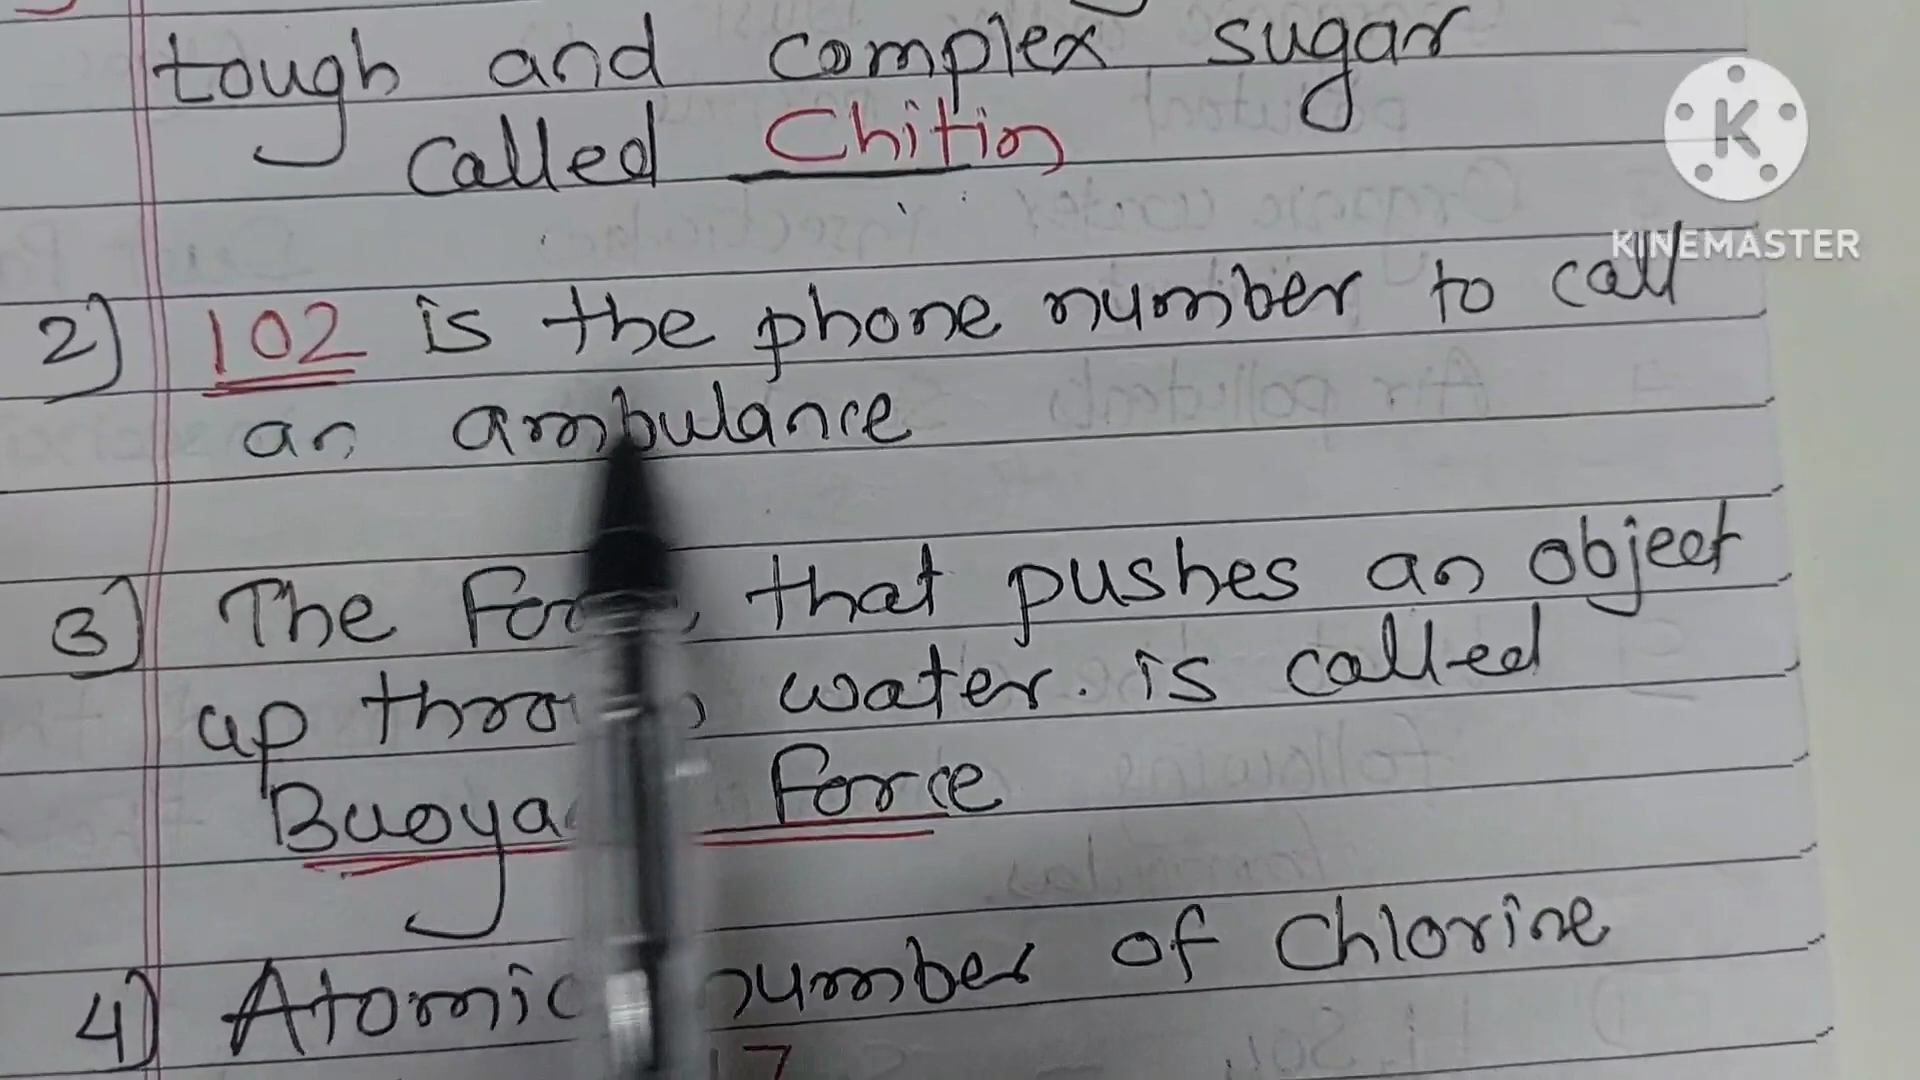 tough and complex sugar
called Chitin
2) 102 is the phone number to call
an ambulance
3) The that pushes an object
up water. is called
force
4) Atomic number of Chlorine
17
K
KINEMASTER